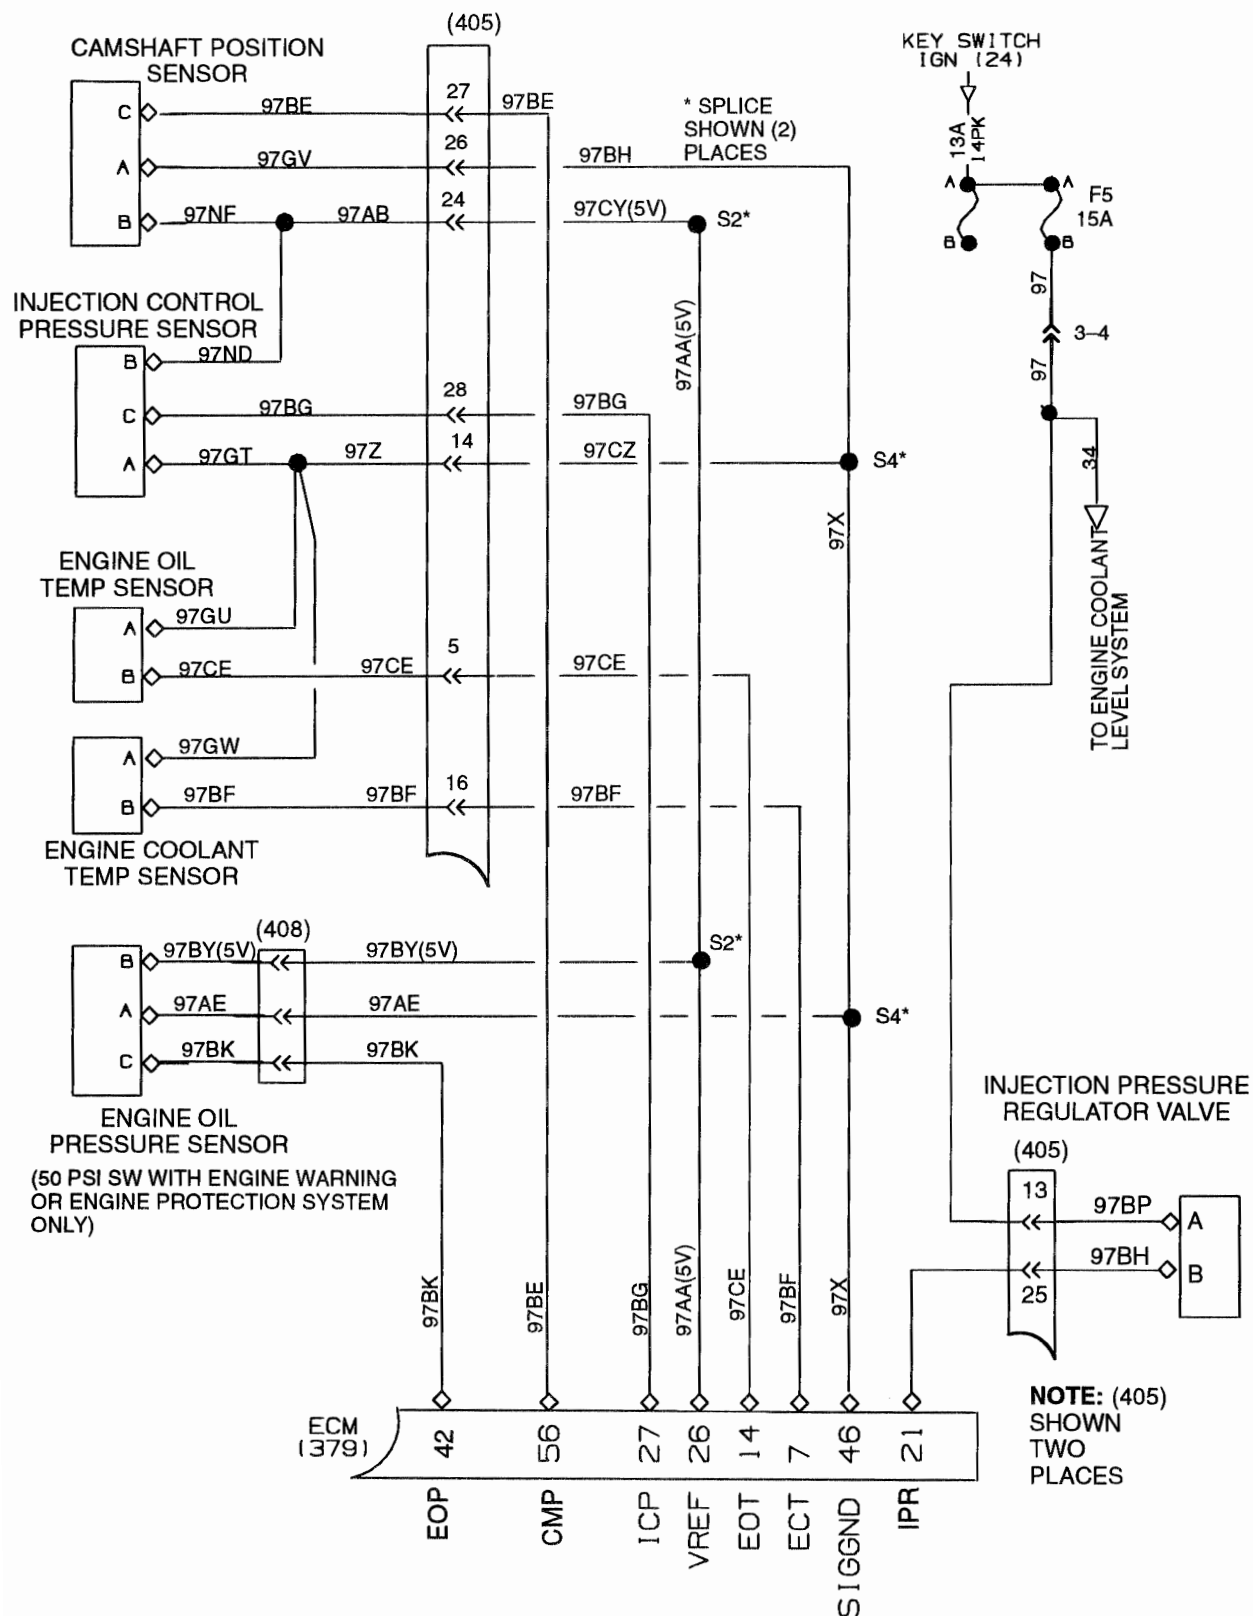 (405)
CAMSHAFT POSITION
SENSOR
C
97BE
27
97BE
A
97GV
26
97BH
B
97NF
97AB
24
97CY(5V)
S2*
* SPLICE
SHOWN (2)
PLACES
KEY SWITCH
IGN (24)
13A
14PK
A
A
F5
15A
B
B
97
3–4
97
34
TO ENGINE COOLANT
LEVEL SYSTEM
INJECTION CONTROL
PRESSURE SENSOR
B
97ND
97AA(5V)
C
97BG
28
97BG
A
97GT
97Z
14
97CZ
S4*
97X
ENGINE OIL
TEMP SENSOR
A
97GU
B
97CE
97CE
5
97CE
A
97GW
B
97BF
97BF
16
97BF
ENGINE COOLANT
TEMP SENSOR
(408)
B
97BY(5V)
97BY(5V)
S2*
A
97AE
97AE
S4*
C
97BK
97BK
ENGINE OIL
PRESSURE SENSOR
(50 PSI SW WITH ENGINE WARNING
OR ENGINE PROTECTION SYSTEM
ONLY)
INJECTION PRESSURE
REGULATOR VALVE
(405)
13
97BP
A
97BH
B
25
97BK
97BE
97BG
97AA(5V)
97CE
97BF
97X
NOTE: (405)
SHOWN
TWO
PLACES
ECM
(379)
42
56
27
26
14
7
46
21
EOP
CMP
ICP
VREF
EOT
ECT
SIGGND
IPR